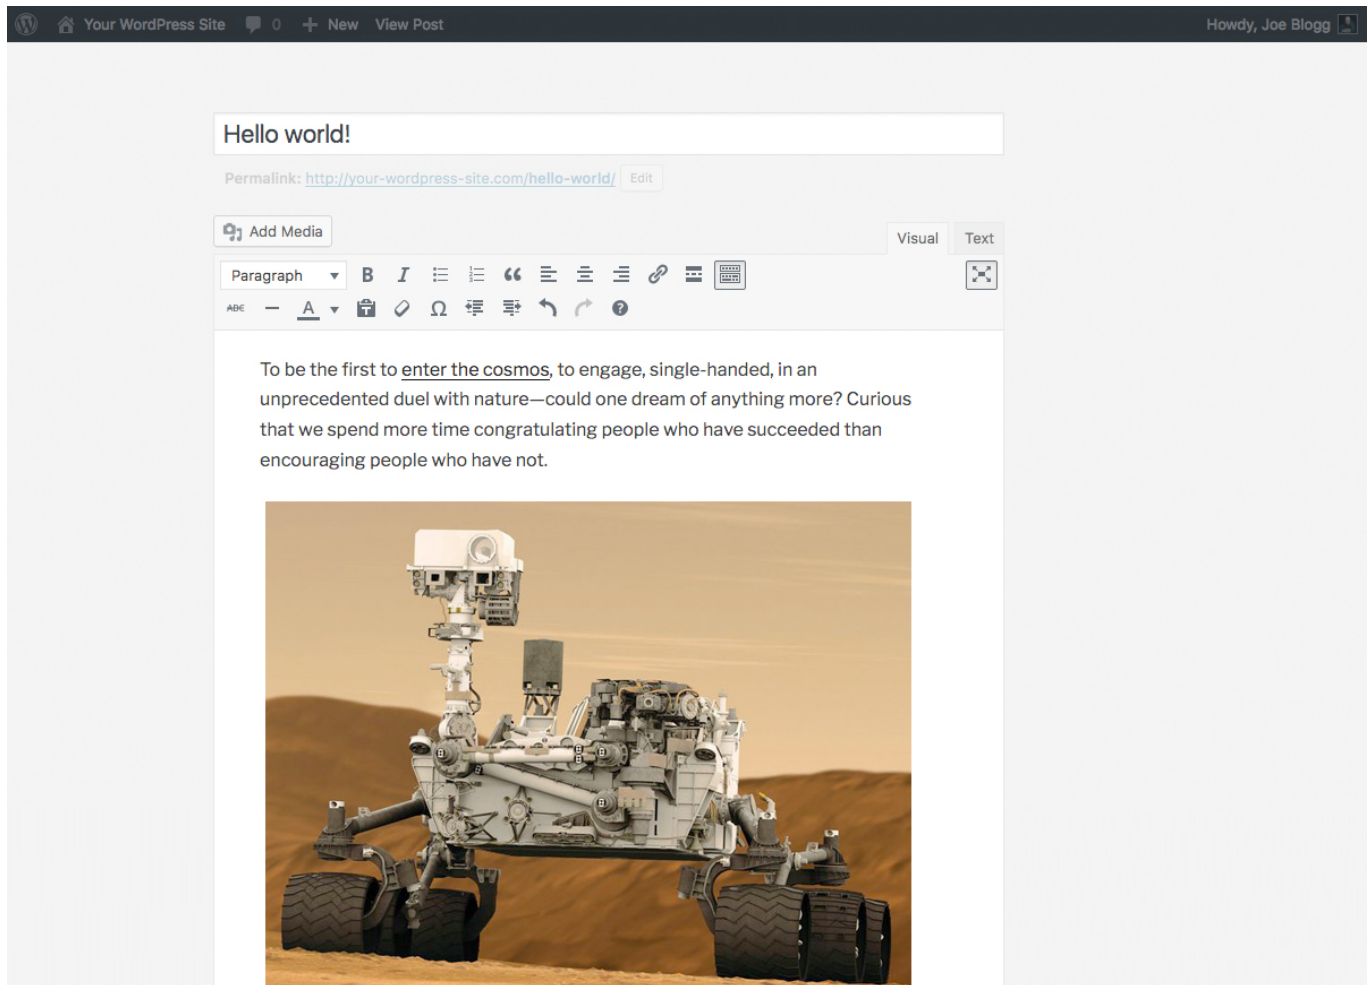 Your WordPress Site 0 New View Post Howdy, Joe Blogg
Hello world!
Permalink: http://your-wordpress-site.com/hello-world/ Edit
Add Media
Visual Text
Paragraph B I
ABC A
To be the first to enter the cosmos, to engage, single-handed, in an
unprecedented duel with nature—could one dream of anything more? Curious
that we spend more time congratulating people who have succeeded than
encouraging people who have not.